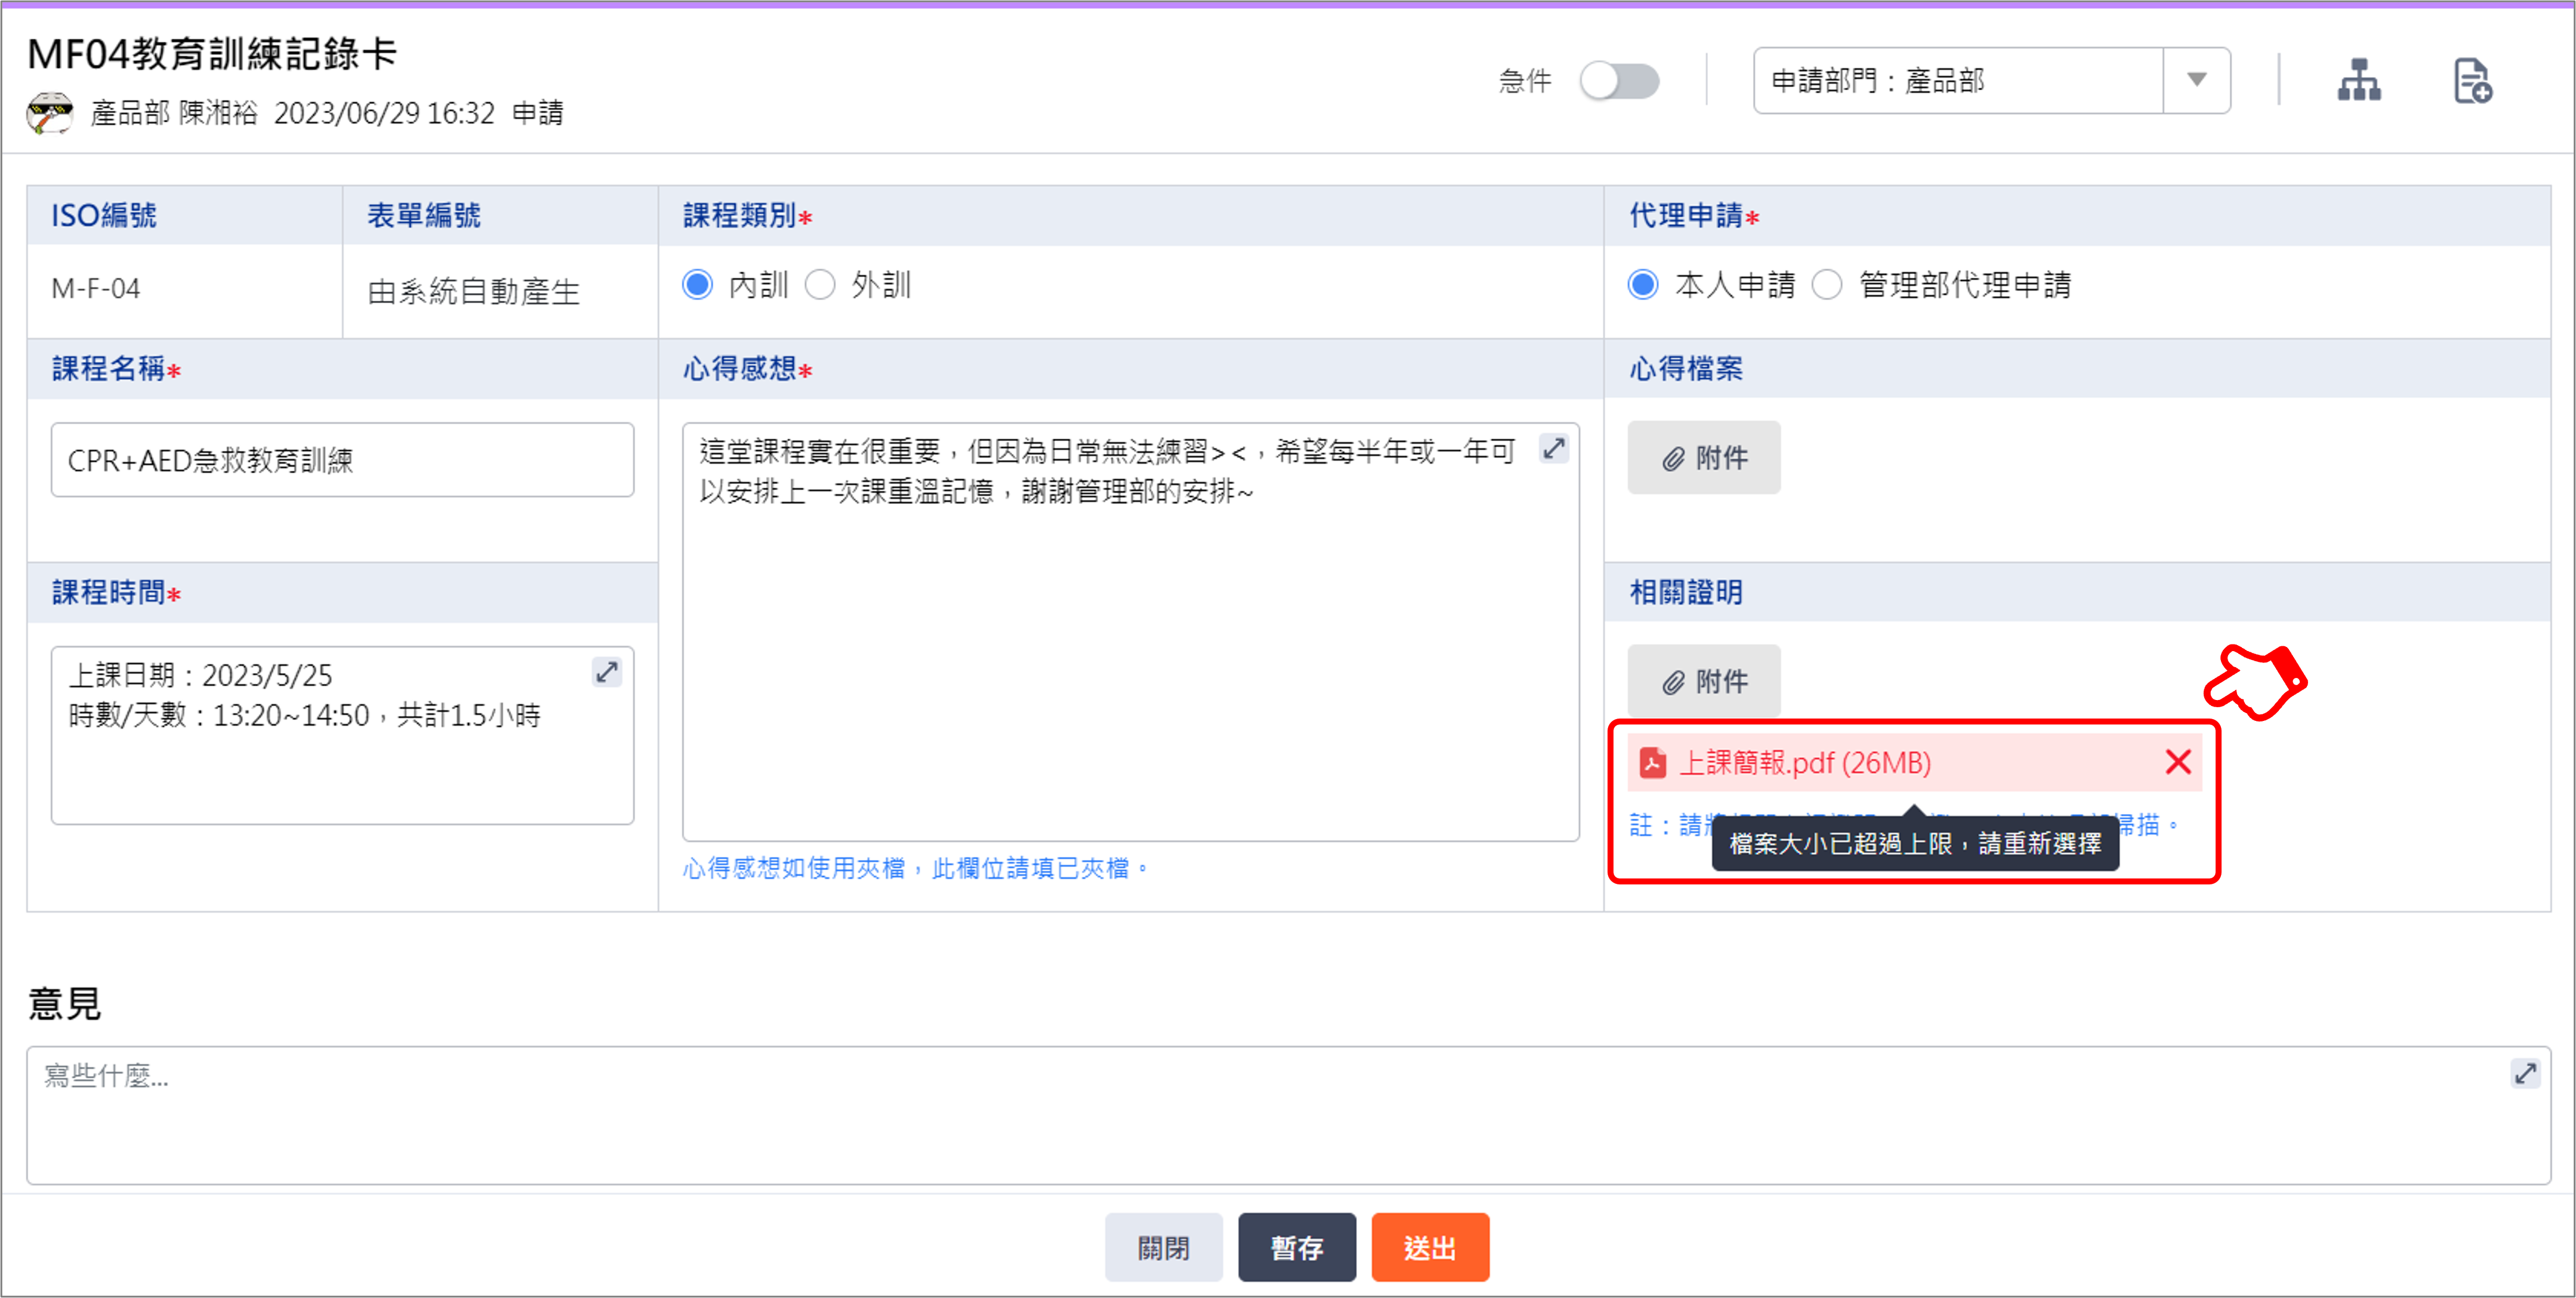 MF04教育訓練記錄卡
產品部 陳湘裕 2023/06/29 16:32 申請
急件
申請部門：產品部
ISO編號
表單編號
課程類別*
代理申請*
M-F-04
由系統自動產生
內訓 外訓
本人申請 管理部代理申請
課程名稱*
心得感想*
心得檔案
CPR+AED急救教育訓練
這堂課程實在很重要，但因為日常無法練習><，希望每半年或一年可
以安排上一次課重溫記憶，謝謝管理部的安排~
附件
課程時間*
相關證明
上課日期：2023/5/25
時數/天數：13:20~14:50，共計1.5小時
附件
上課簡報.pdf (26MB)
註：請將 掃描。
檔案大小已超過上限，請重新選擇
心得感想如使用夾檔，此欄位請填已夾檔。
意見
寫些什麼...
關閉
暫存
送出